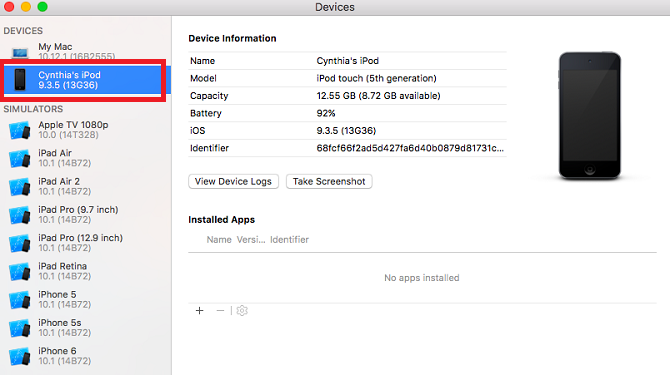 Devices
DEVICES
My Mac
10.12.1 (16B2555)
Cynthia's iPod
9.3.5 (13G36)
SIMULATORS
Apple TV 1080p
10.0 (14T328)
iPad Air
10.1 (14B72)
iPad Air 2
10.1 (14B72)
iPad Pro (9.7 inch)
10.1 (14B72)
iPad Pro (12.9 inch)
10.1 (14B72)
iPad Retina
10.1 (14B72)
iPhone 5
10.1 (14B72)
iPhone 5s
10.1 (14B72)
iPhone 6
10.1 (14B72)
Device Information
Name Cynthia's iPod
Model iPod touch (5th generation)
Capacity 12.55 GB (8.72 GB available)
Battery 92%
iOS 9.3.5 (13G36)
Identifier 68fcf66f2ad5d427fa6d40b0879d81731c...
View Device Logs Take Screenshot
Installed Apps
Name Versi... Identifier
No apps installed